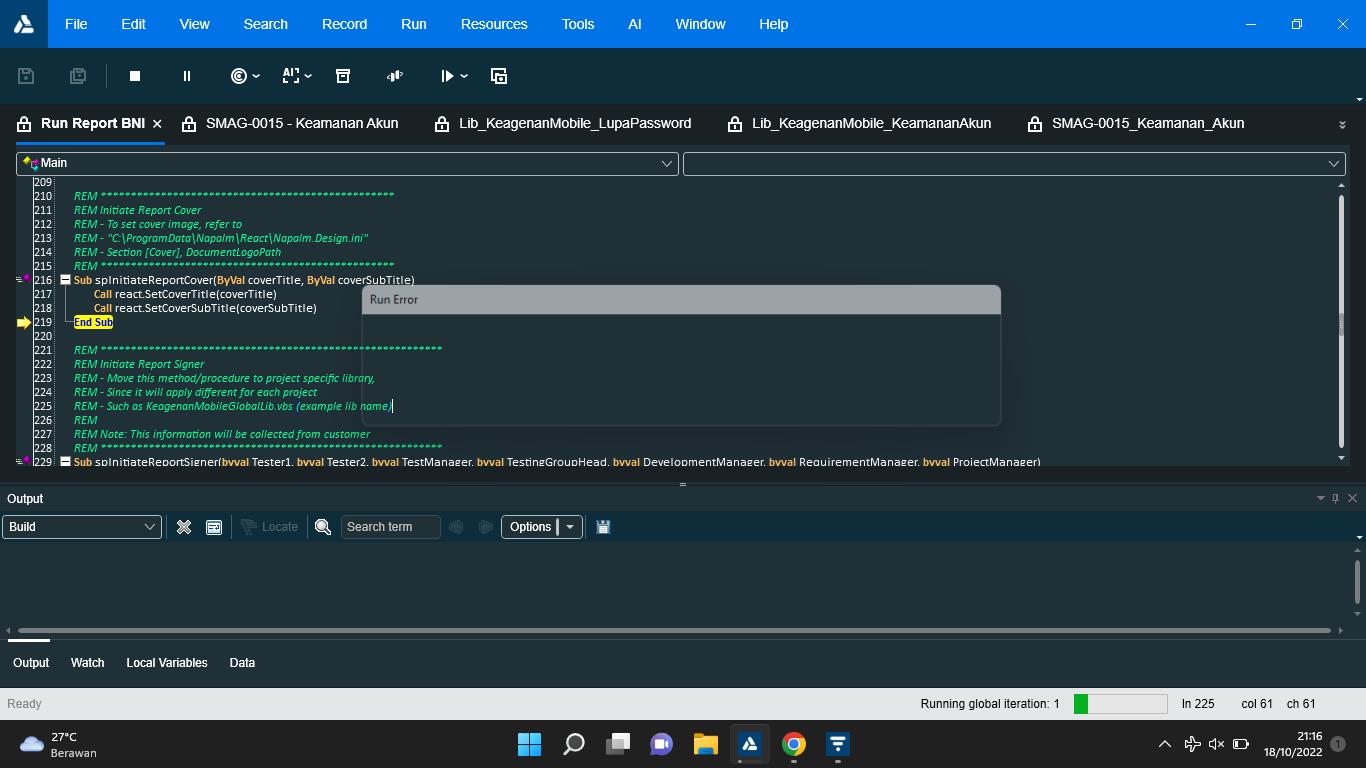 File Edit View Search Record Run Resources Tools AI Window Help
AI
Run Report BNI SMAG-0015 - Keamanan Akun Lib_KeagenanMobile_LupaPassword Lib_KeagenanMobile_KeamananAkun SMAG-0015_Keamanan_Akun
Main
209
210 REM **************************************************
211 REM Initiate Report Cover
212 REM - To set cover image, refer to
213 REM - "C:\ProgramData\Napalm\React\Napalm.Design.ini"
214 REM - Section [Cover], DocumentLogoPath
215 REM **************************************************
216 Sub spInitiateReportCover(ByVal coverTitle, ByVal coverSubTitle)
217 Call react.SetCoverTitle(coverTitle)
218 Call react.SetCoverSubTitle(coverSubTitle)
219 End Sub
220
221 REM **********************************************************
222 REM Initiate Report Signer
223 REM - Move this method/procedure to project specific library,
224 REM - Since it will apply different for each project
225 REM - Such as KeagenanMobileGlobalLib.vbs (example lib name)
226 REM
227 REM Note: This information will be collected from customer
228 REM **********************************************************
229 Sub spInitiateReportSigner(byval Tester1, byval Tester2, byval TestManager, byval TestingGroupHead, byval DevelopmentManager, byval RequirementManager, byval ProjectManager)
Run Error
Output
Build Locate Search term Options
Output Watch Local Variables Data
Ready Running global iteration: 1 ln 225 col 61 ch 61
27°C
Berawan
21:16
18/10/2022
1